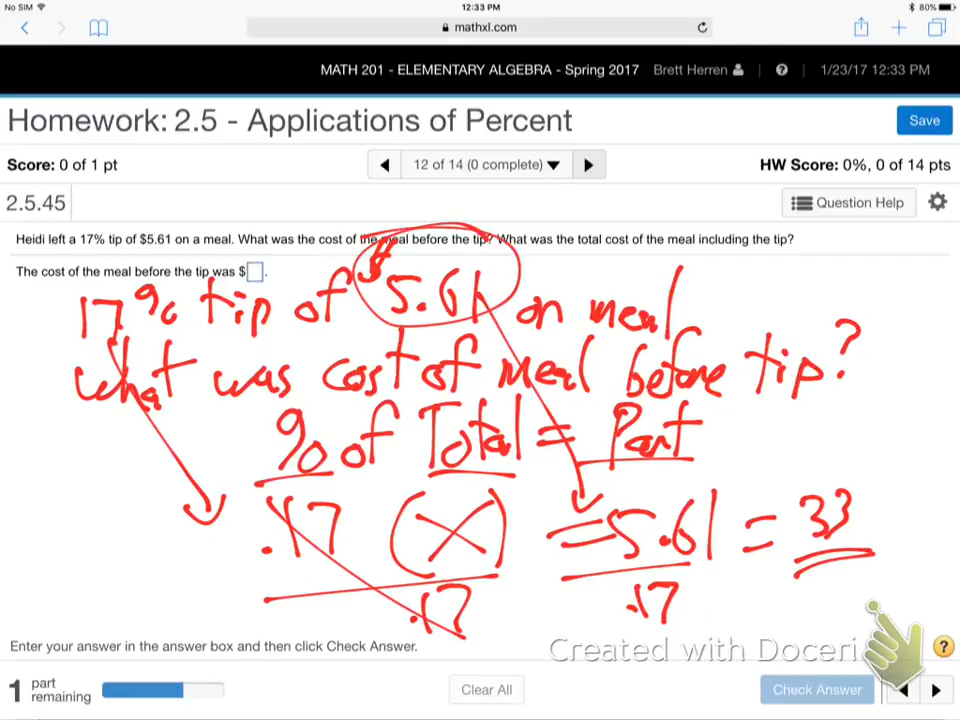 No SIM 12:33 PM 80%
mathxl.com
MATH 201 - ELEMENTARY ALGEBRA - Spring 2017 Brett Herren ? 1/23/17 12:33 PM
Homework: 2.5 - Applications of Percent Save
Score: 0 of 1 pt 12 of 14 (0 complete) HW Score: 0%, 0 of 14 pts
2.5.45 Question Help
Heidi left a 17% tip of $5.61 on a meal. What was the cost of the meal before the tip? What was the total cost of the meal including the tip?
The cost of the meal before the tip was $ .
17% tip of $5.61 on meal
what was cost of meal before tip?
% of Total = Part
.17 (x) = 5.61 = 33
.17 .17
Enter your answer in the answer box and then click Check Answer.
Created with Doceri
?
1 part remaining Clear All Check Answer